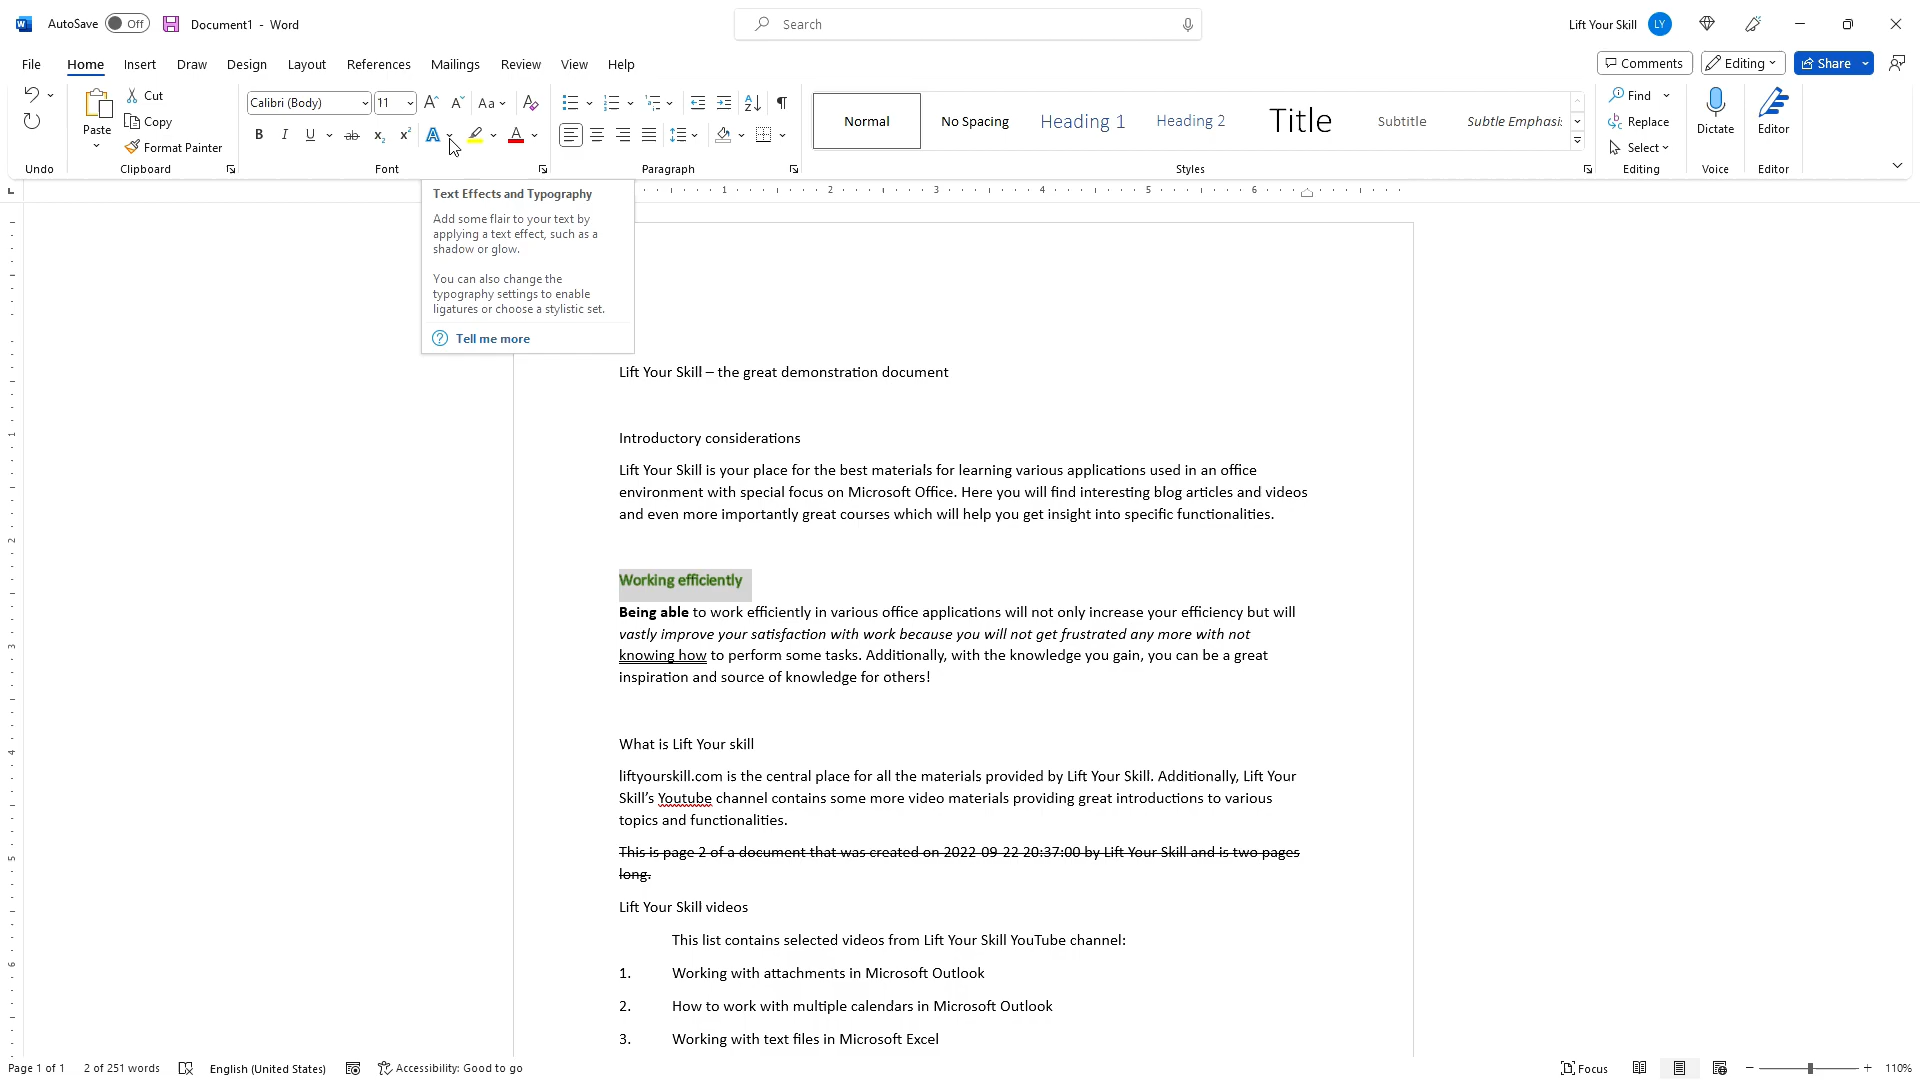 AutoSave Off Document1 - Word Search Lift Your Skill LY
File Home Insert Draw Design Layout References Mailings Review View Help Comments Editing Share
Paste Cut Copy Format Painter
Calibri (Body) 11 Aa
B I U ab x₂ x² A A
Normal No Spacing Heading 1 Heading 2 Title Subtitle Subtle Emphasis
Find Replace Select Dictate Editor
Undo Clipboard Font Paragraph Styles Editing Voice Editor
1 2 3 4 5 6
Text Effects and Typography
Add some flair to your text by
applying a text effect, such as a
shadow or glow.
You can also change the
typography settings to enable
ligatures or choose a stylistic set.
Tell me more
Lift Your Skill – the great demonstration document
Introductory considerations
Lift Your Skill is your place for the best materials for learning various applications used in an office
environment with special focus on Microsoft Office. Here you will find interesting blog articles and videos
and even more importantly great courses which will help you get insight into specific functionalities.
Working efficiently
Being able to work efficiently in various office applications will not only increase your efficiency but will
vastly improve your satisfaction with work because you will not get frustrated any more with not
knowing how to perform some tasks. Additionally, with the knowledge you gain, you can be a great
inspiration and source of knowledge for others!
What is Lift Your skill
liftyourskill.com is the central place for all the materials provided by Lift Your Skill. Additionally, Lift Your
Skill’s Youtube channel contains some more video materials providing great introductions to various
topics and functionalities.
This is page 2 of a document that was created on 2022-09-22 20:37:00 by Lift Your Skill and is two pages
long.
Lift Your Skill videos
This list contains selected videos from Lift Your Skill YouTube channel:
1. Working with attachments in Microsoft Outlook
2. How to work with multiple calendars in Microsoft Outlook
3. Working with text files in Microsoft Excel
Page 1 of 1 2 of 251 words English (United States) Accessibility: Good to go Focus 110%